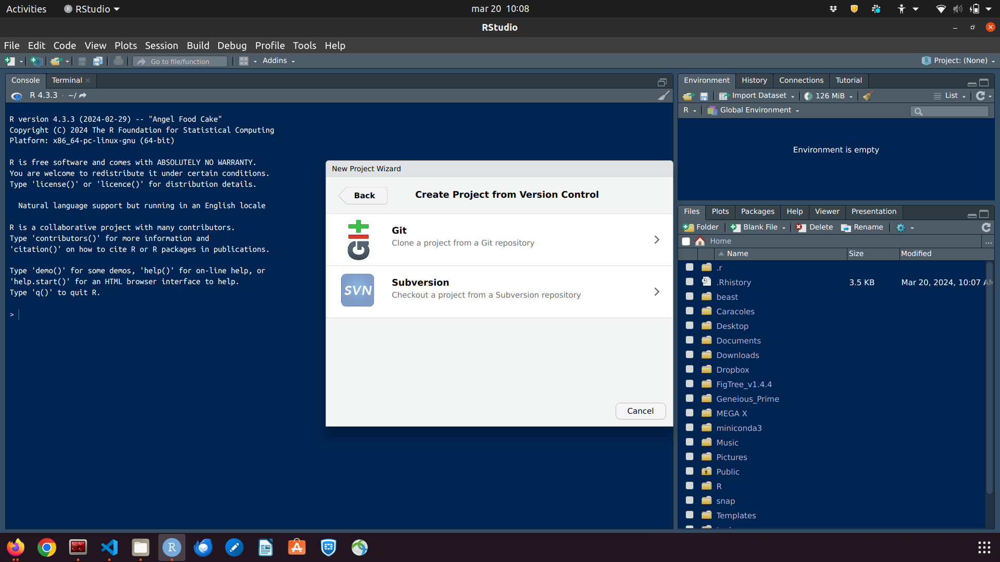 Activities RStudio mar 20 10:08
RStudio
File Edit Code View Plots Session Build Debug Profile Tools Help
Go to file/function Addins Project: (None)
Console Terminal
R 4.3.3 · ~/
R version 4.3.3 (2024-02-29) -- "Angel Food Cake"
Copyright (C) 2024 The R Foundation for Statistical Computing
Platform: x86_64-pc-linux-gnu (64-bit)
R is free software and comes with ABSOLUTELY NO WARRANTY.
You are welcome to redistribute it under certain conditions.
Type 'license()' or 'licence()' for distribution details.
Natural language support but running in an English locale
R is a collaborative project with many contributors.
Type 'contributors()' for more information and
'citation()' on how to cite R or R packages in publications.
Type 'demo()' for some demos, 'help()' for on-line help, or
'help.start()' for an HTML browser interface to help.
Type 'q()' to quit R.
>
New Project Wizard
Back
Create Project from Version Control
git
Git
Clone a project from a Git repository
SVN
Subversion
Checkout a project from a Subversion repository
Cancel
Environment History Connections Tutorial
Import Dataset 126 MiB List
R Global Environment
Environment is empty
Files Plots Packages Help Viewer Presentation
Folder Blank File Delete Rename
Home ...
Name Size Modified
.r
.Rhistory 3.5 KB Mar 20, 2024, 10:07 AM
beast
Caracoles
Desktop
Documents
Downloads
Dropbox
FigTree_v1.4.4
Geneious_Prime
MEGA X
miniconda3
Music
Pictures
Public
R
snap
Templates